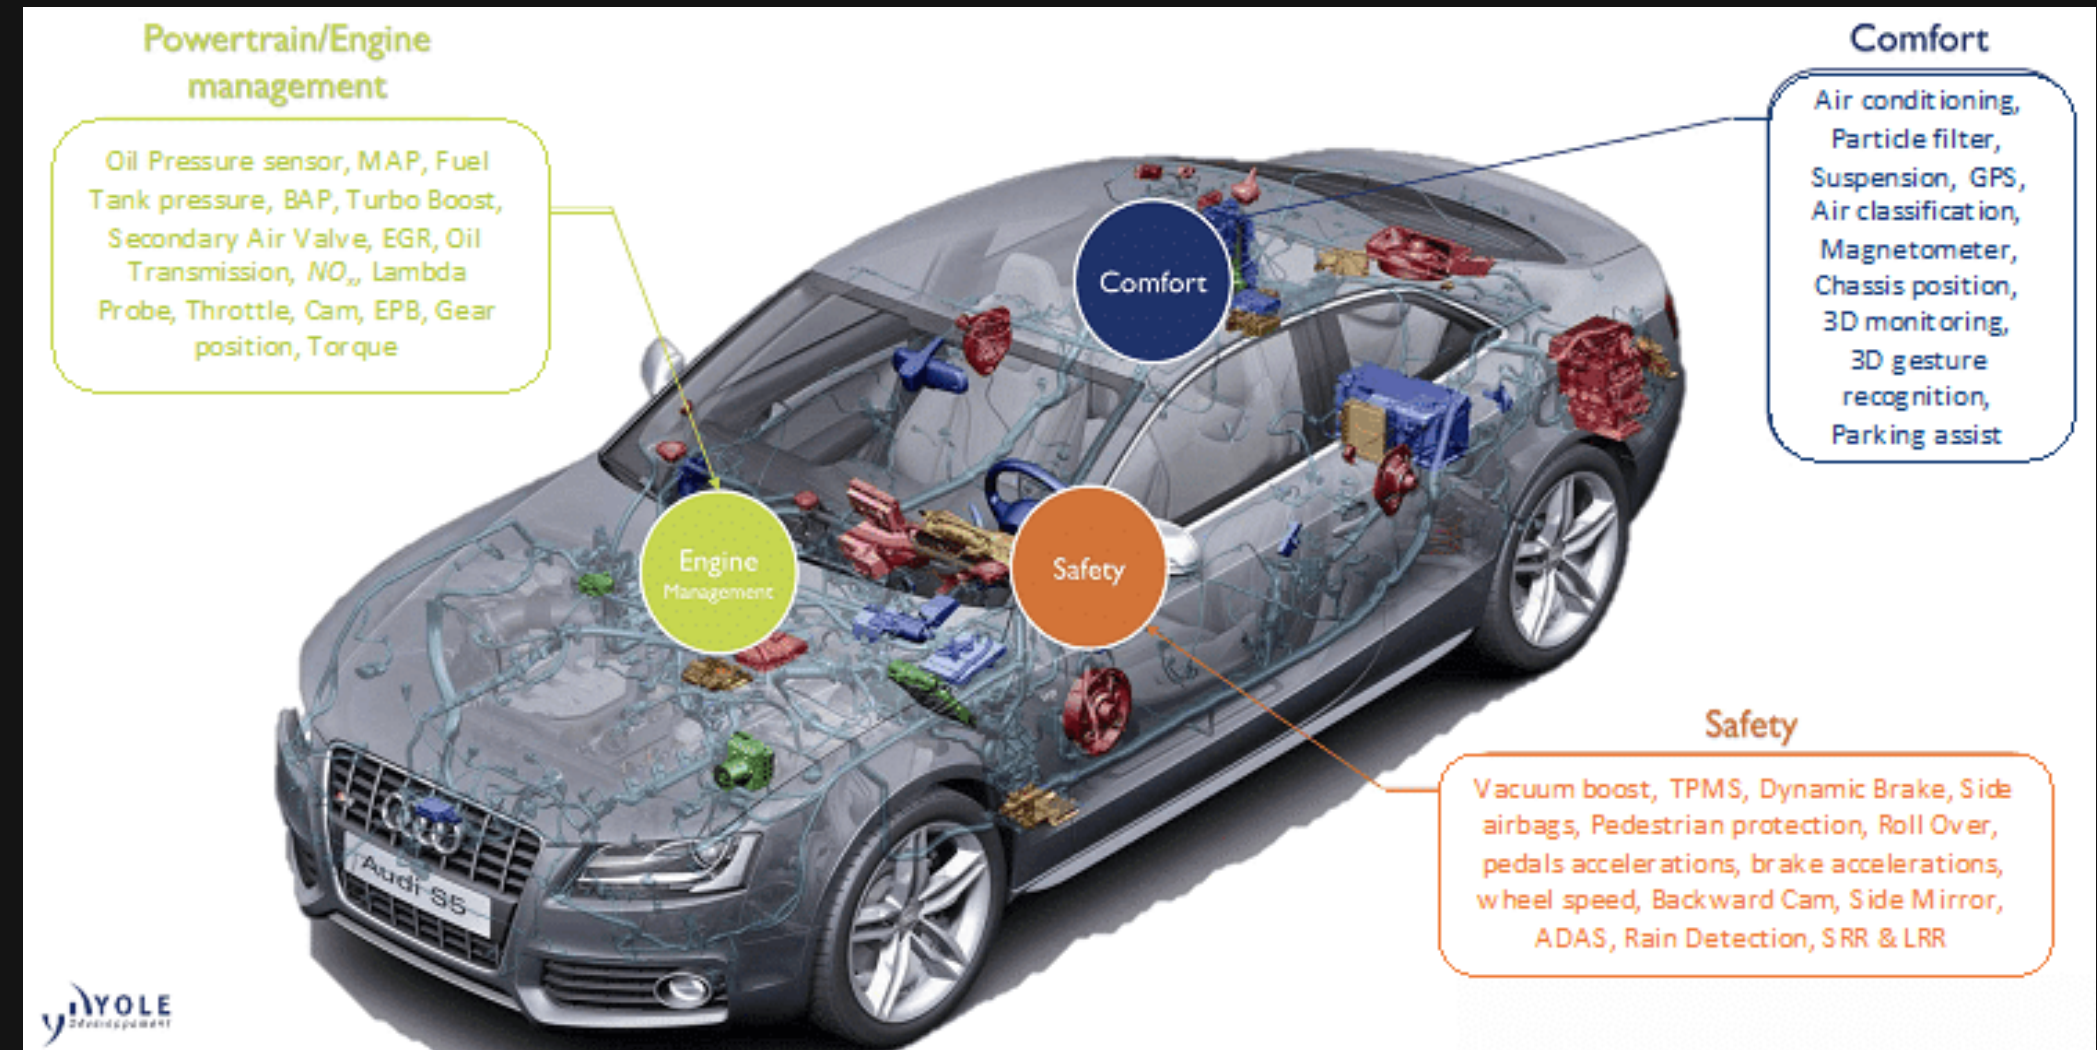 Powertrain/Engine
management
Oil Pressure sensor, MAP, Fuel
Tank pressure, BAP, Turbo Boost,
Secondary Air Valve, EGR, Oil
Transmission, NOx, Lambda
Probe, Throttle, Cam, EPB, Gear
position, Torque
Comfort
Air conditioning,
Particle filter,
Suspension, GPS,
Air classification,
Magnetometer,
Chassis position,
3D monitoring,
3D gesture
recognition,
Parking assist
Comfort
Engine
Management
Safety
Safety
Vacuum boost, TPMS, Dynamic Brake, Side
airbags, Pedestrian protection, Roll Over,
pedals accelerations, brake accelerations,
wheel speed, Backward Cam, Side Mirror,
ADAS, Rain Detection, SRR & LRR
Audi S5
YOLE
Développement